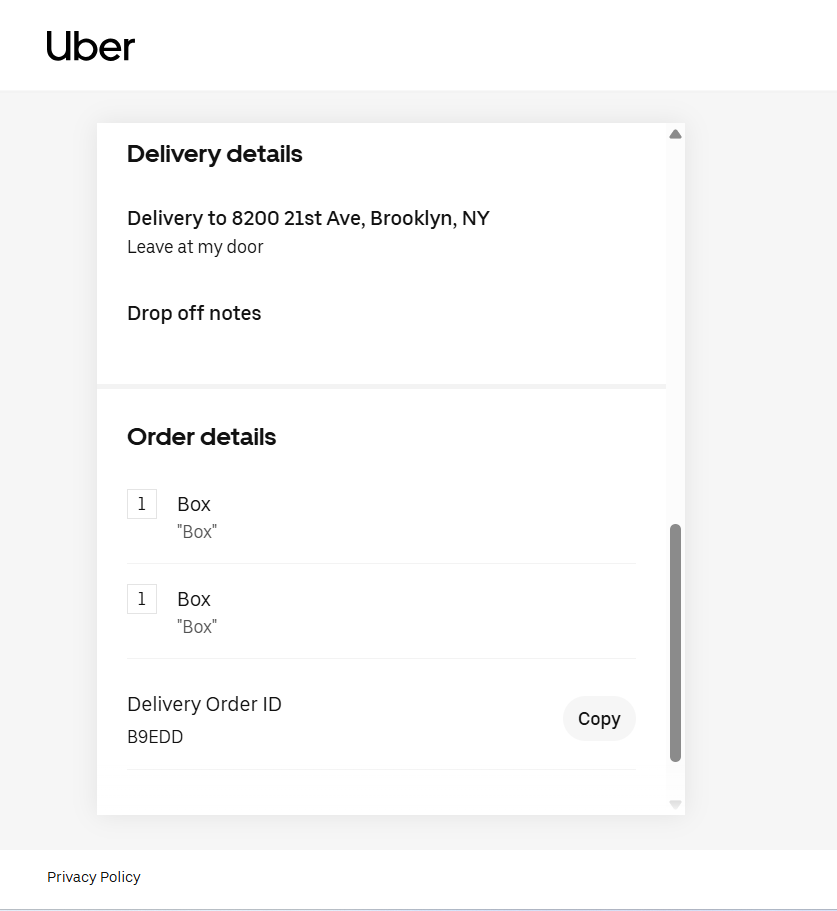 Uber
Delivery details
Delivery to 8200 21st Ave, Brooklyn, NY
Leave at my door
Drop off notes
Order details
1 Box
"Box"
1 Box
"Box"
Delivery Order ID
B9EDD
Copy
Privacy Policy